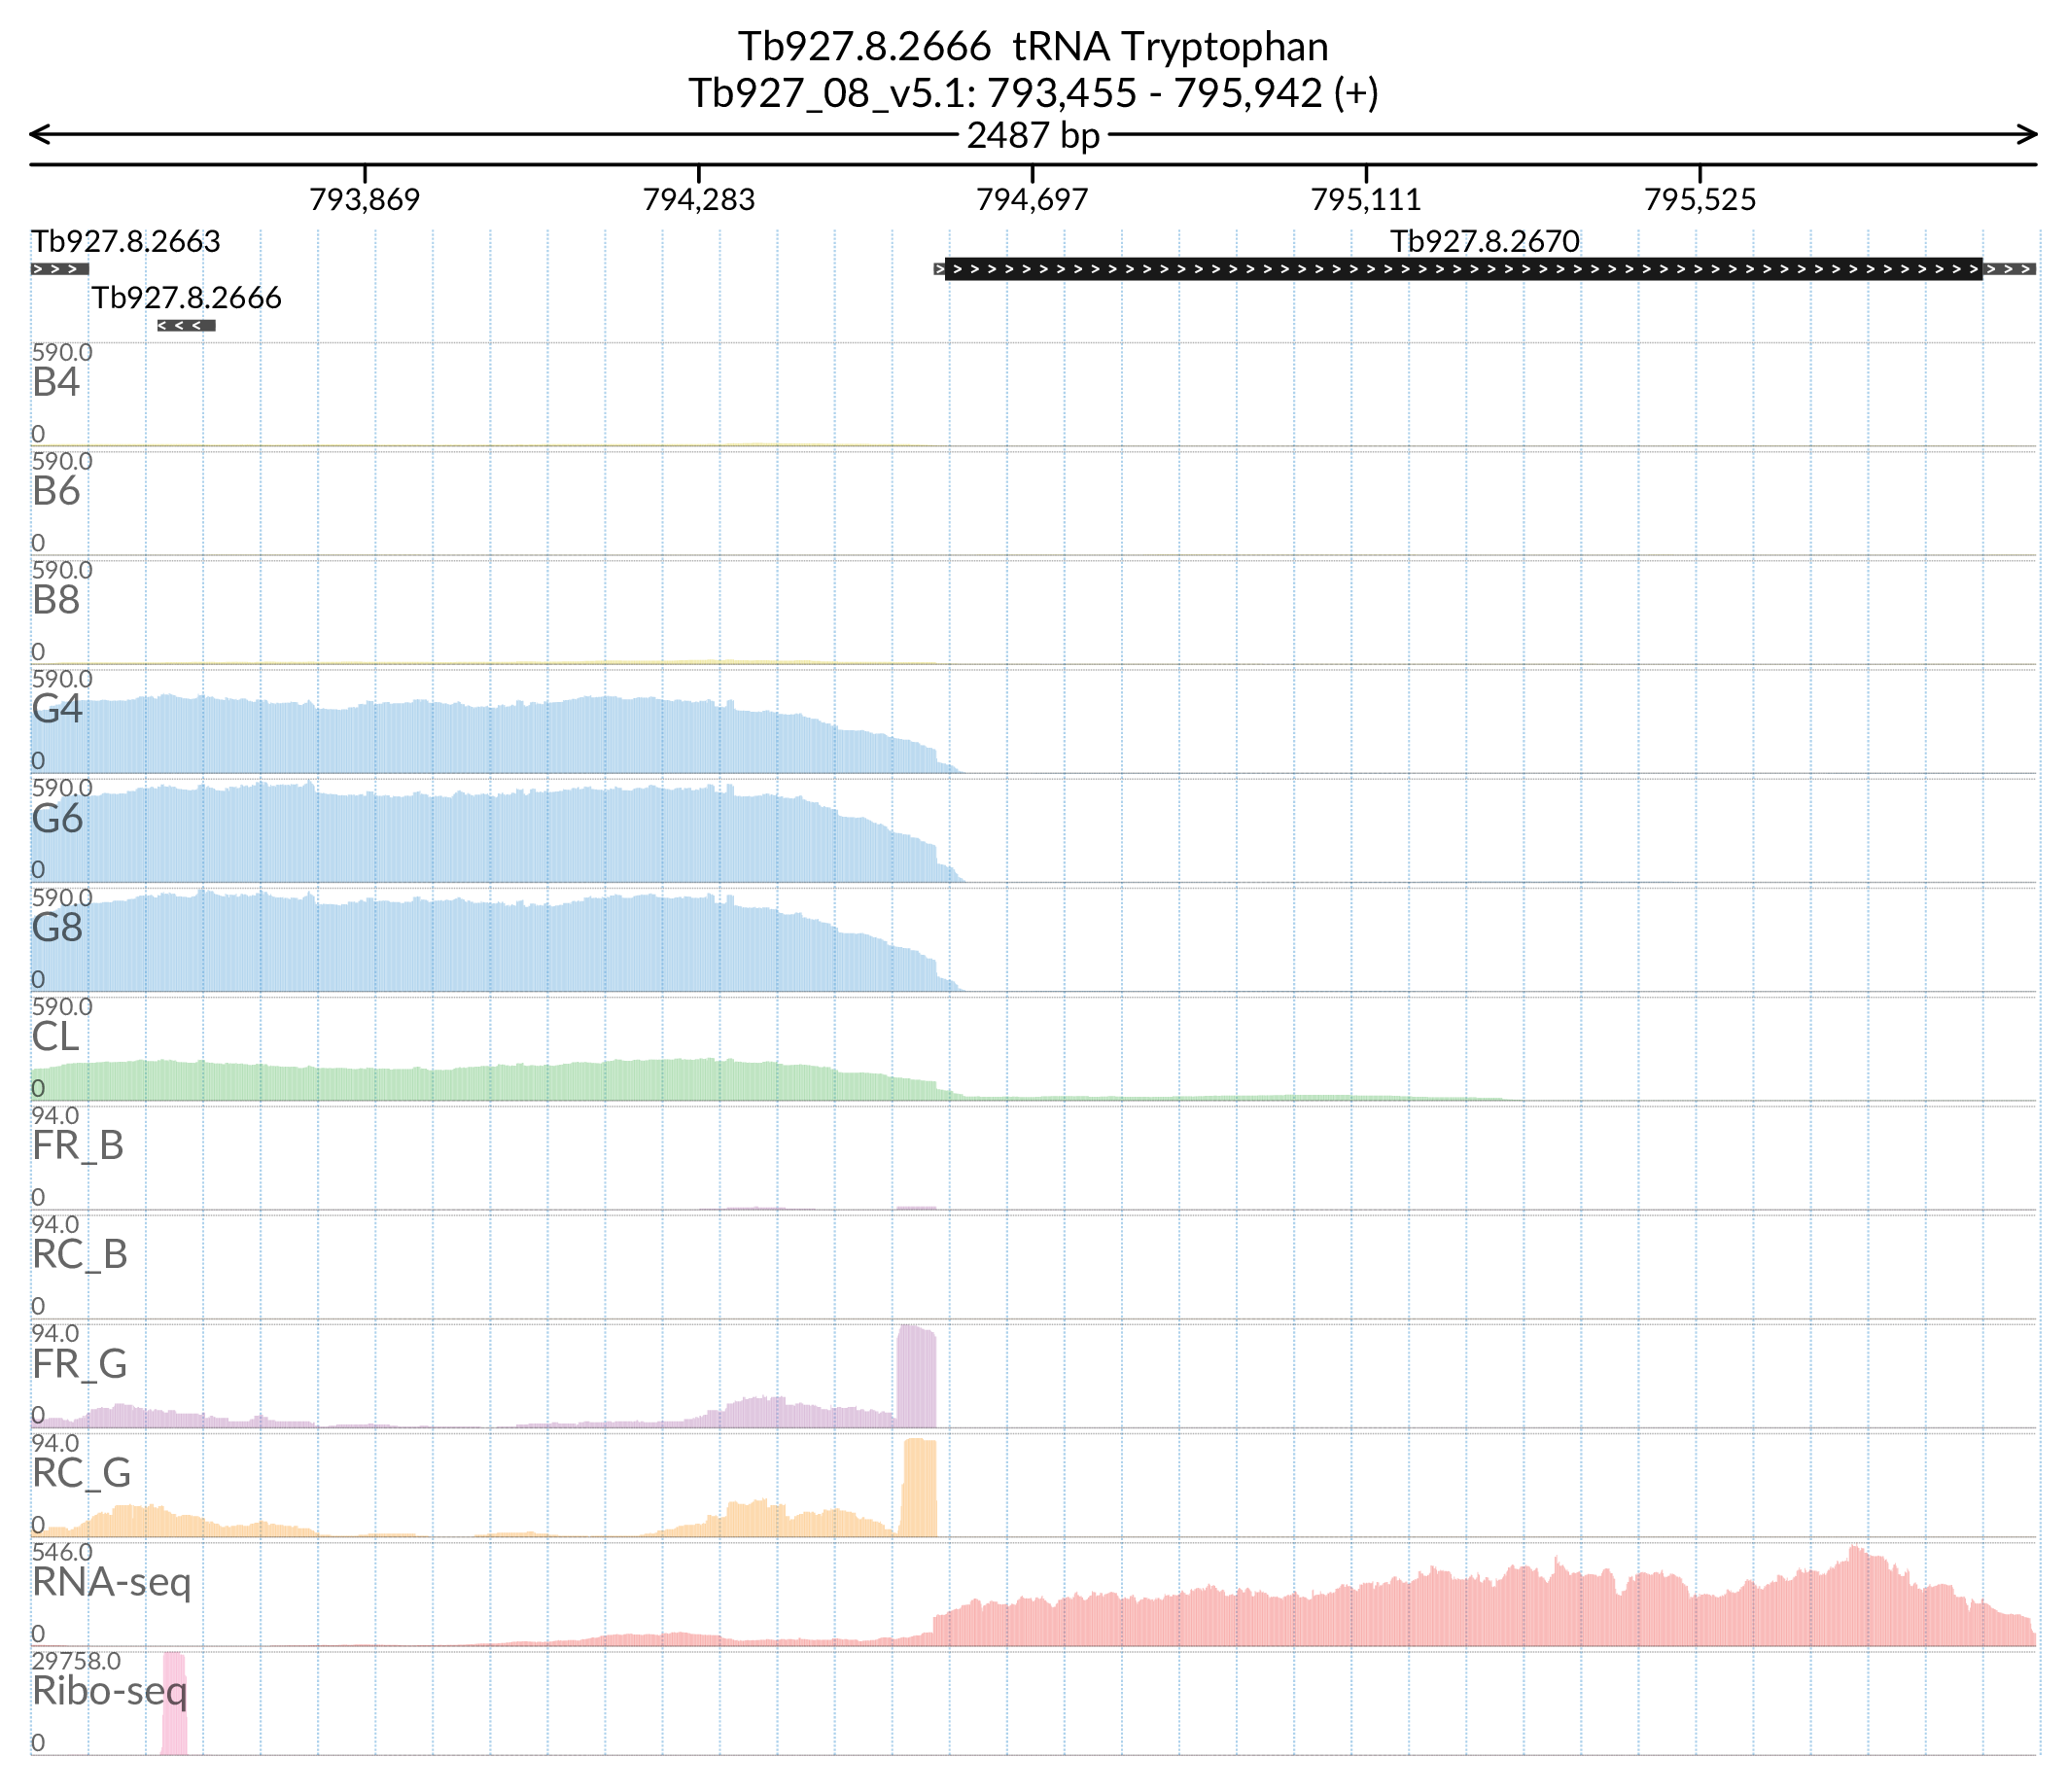 Tb927.8.2666  tRNA Tryptophan
Tb927_08_v5.1: 793,455 - 795,942 (+)
2487 bp
793,869 794,283 794,697 795,111 795,525
Tb927.8.2663 Tb927.8.2670
Tb927.8.2666
590.0
B4
0
590.0
B6
0
590.0
B8
0
590.0
G4
0
590.0
G6
0
590.0
G8
0
590.0
CL
0
94.0
FR_B
0
94.0
RC_B
0
94.0
FR_G
0
94.0
RC_G
0
546.0
RNA-seq
0
29758.0
Ribo-seq
0